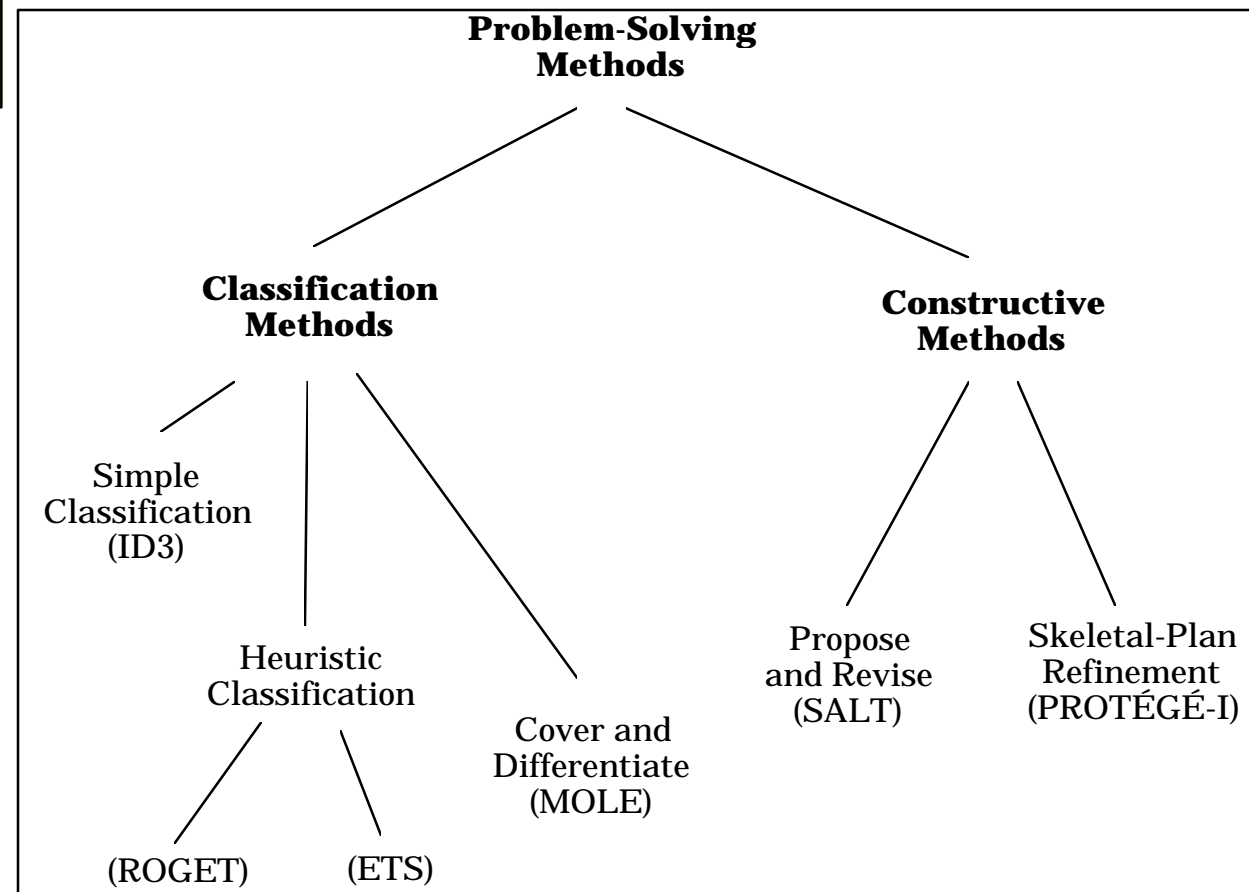 Problem-Solving
Methods
Classification
Methods
Constructive
Methods
Simple
Classification
(ID3)
Heuristic
Classification
Propose
and Revise
(SALT)
Skeletal-Plan
Refinement
(PROTÉGÉ-I)
Cover and
Differentiate
(MOLE)
(ROGET)
(ETS)